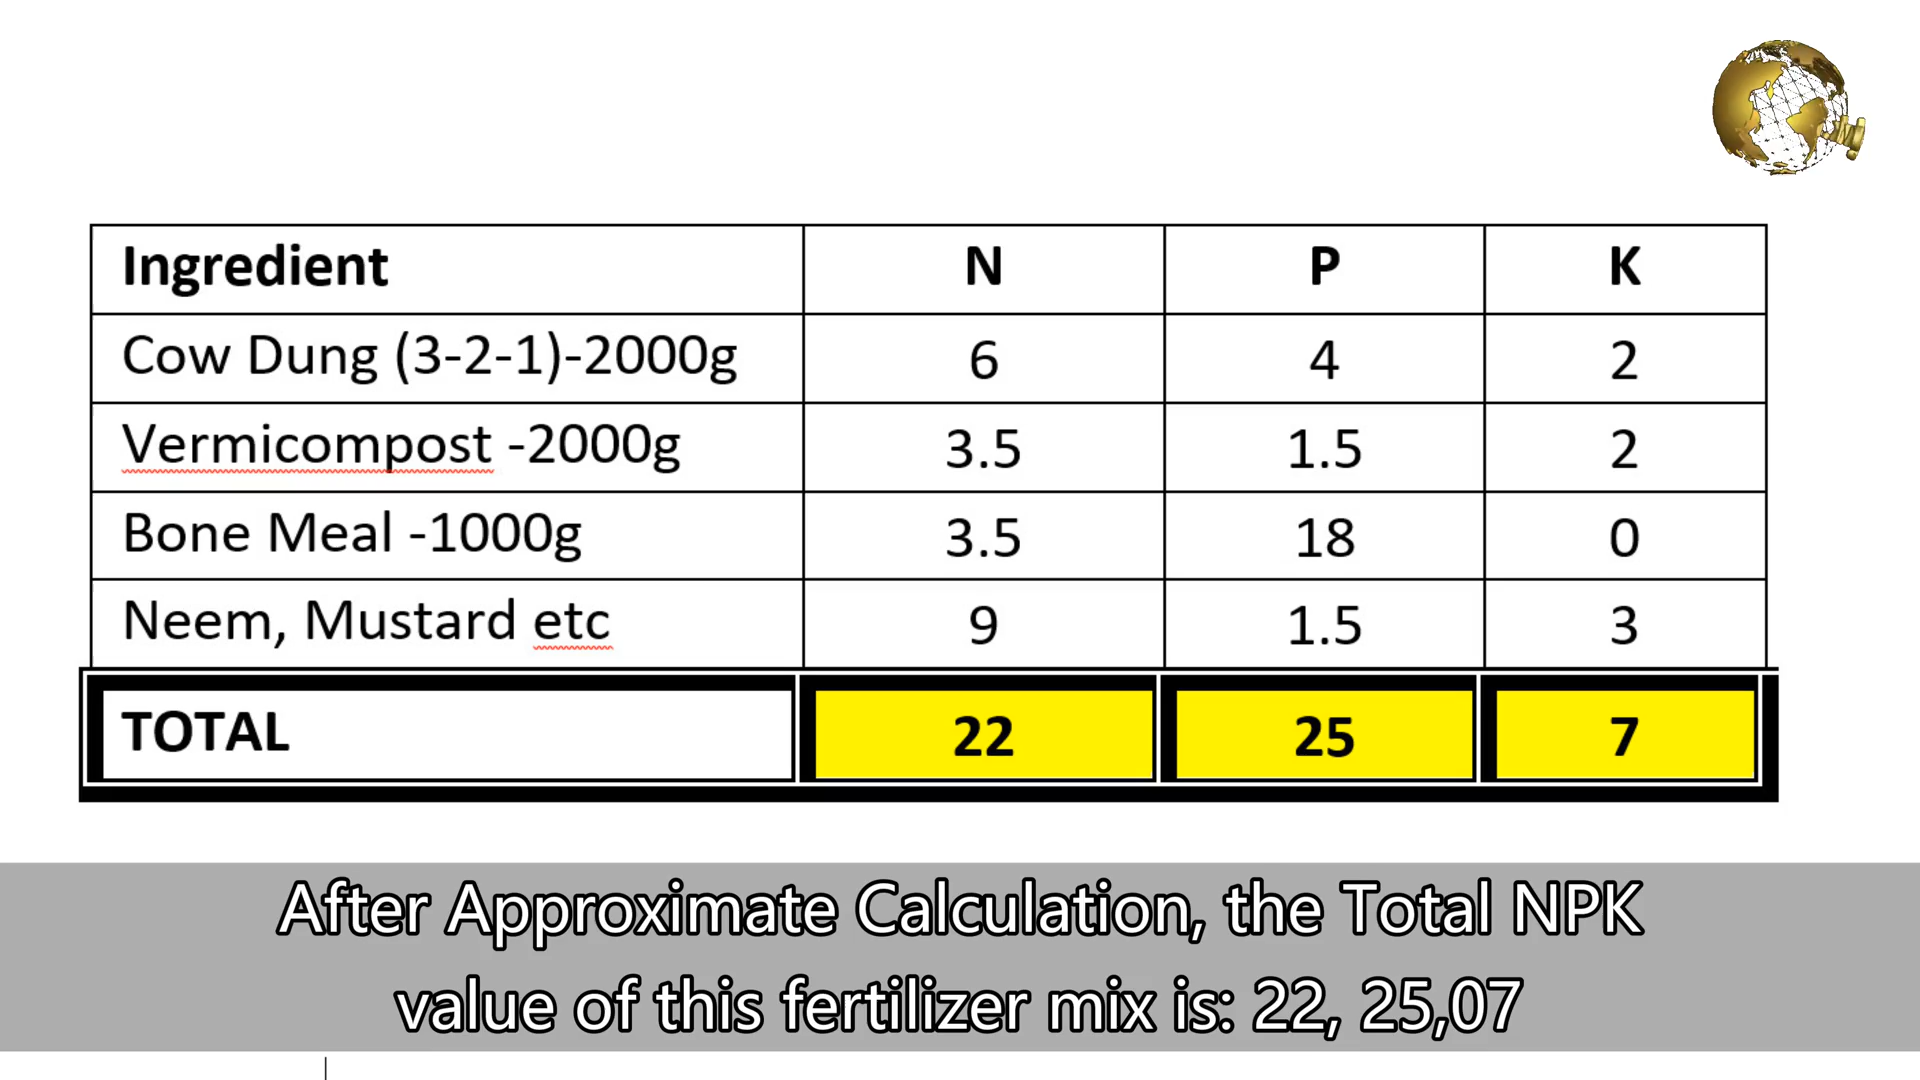 Ingredient N P K
Cow Dung (3-2-1)-2000g 6 4 2
Vermicompost -2000g 3.5 1.5 2
Bone Meal -1000g 3.5 18 0
Neem, Mustard etc 9 1.5 3
TOTAL 22 25 7
After Approximate Calculation, the Total NPK
value of this fertilizer mix is: 22, 25,07